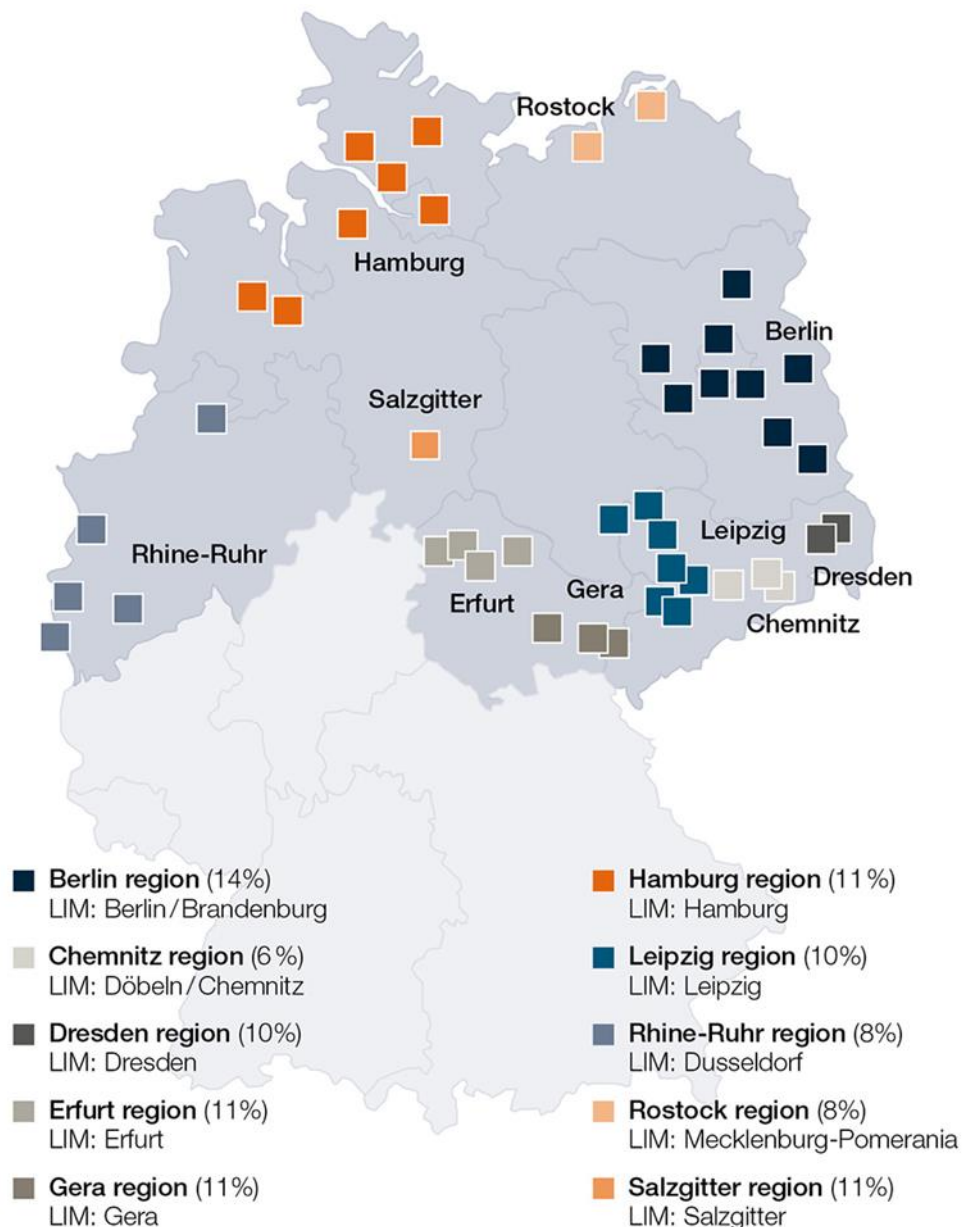 Rostock
Hamburg
Berlin
Salzgitter
Rhine-Ruhr
Leipzig
Dresden
Erfurt
Gera
Chemnitz
Berlin region (14%)
LIM: Berlin/Brandenburg
Chemnitz region (6%)
LIM: Döbeln/Chemnitz
Dresden region (10%)
LIM: Dresden
Erfurt region (11%)
LIM: Erfurt
Gera region (11%)
LIM: Gera
Hamburg region (11%)
LIM: Hamburg
Leipzig region (10%)
LIM: Leipzig
Rhine-Ruhr region (8%)
LIM: Dusseldorf
Rostock region (8%)
LIM: Mecklenburg-Pomerania
Salzgitter region (11%)
LIM: Salzgitter